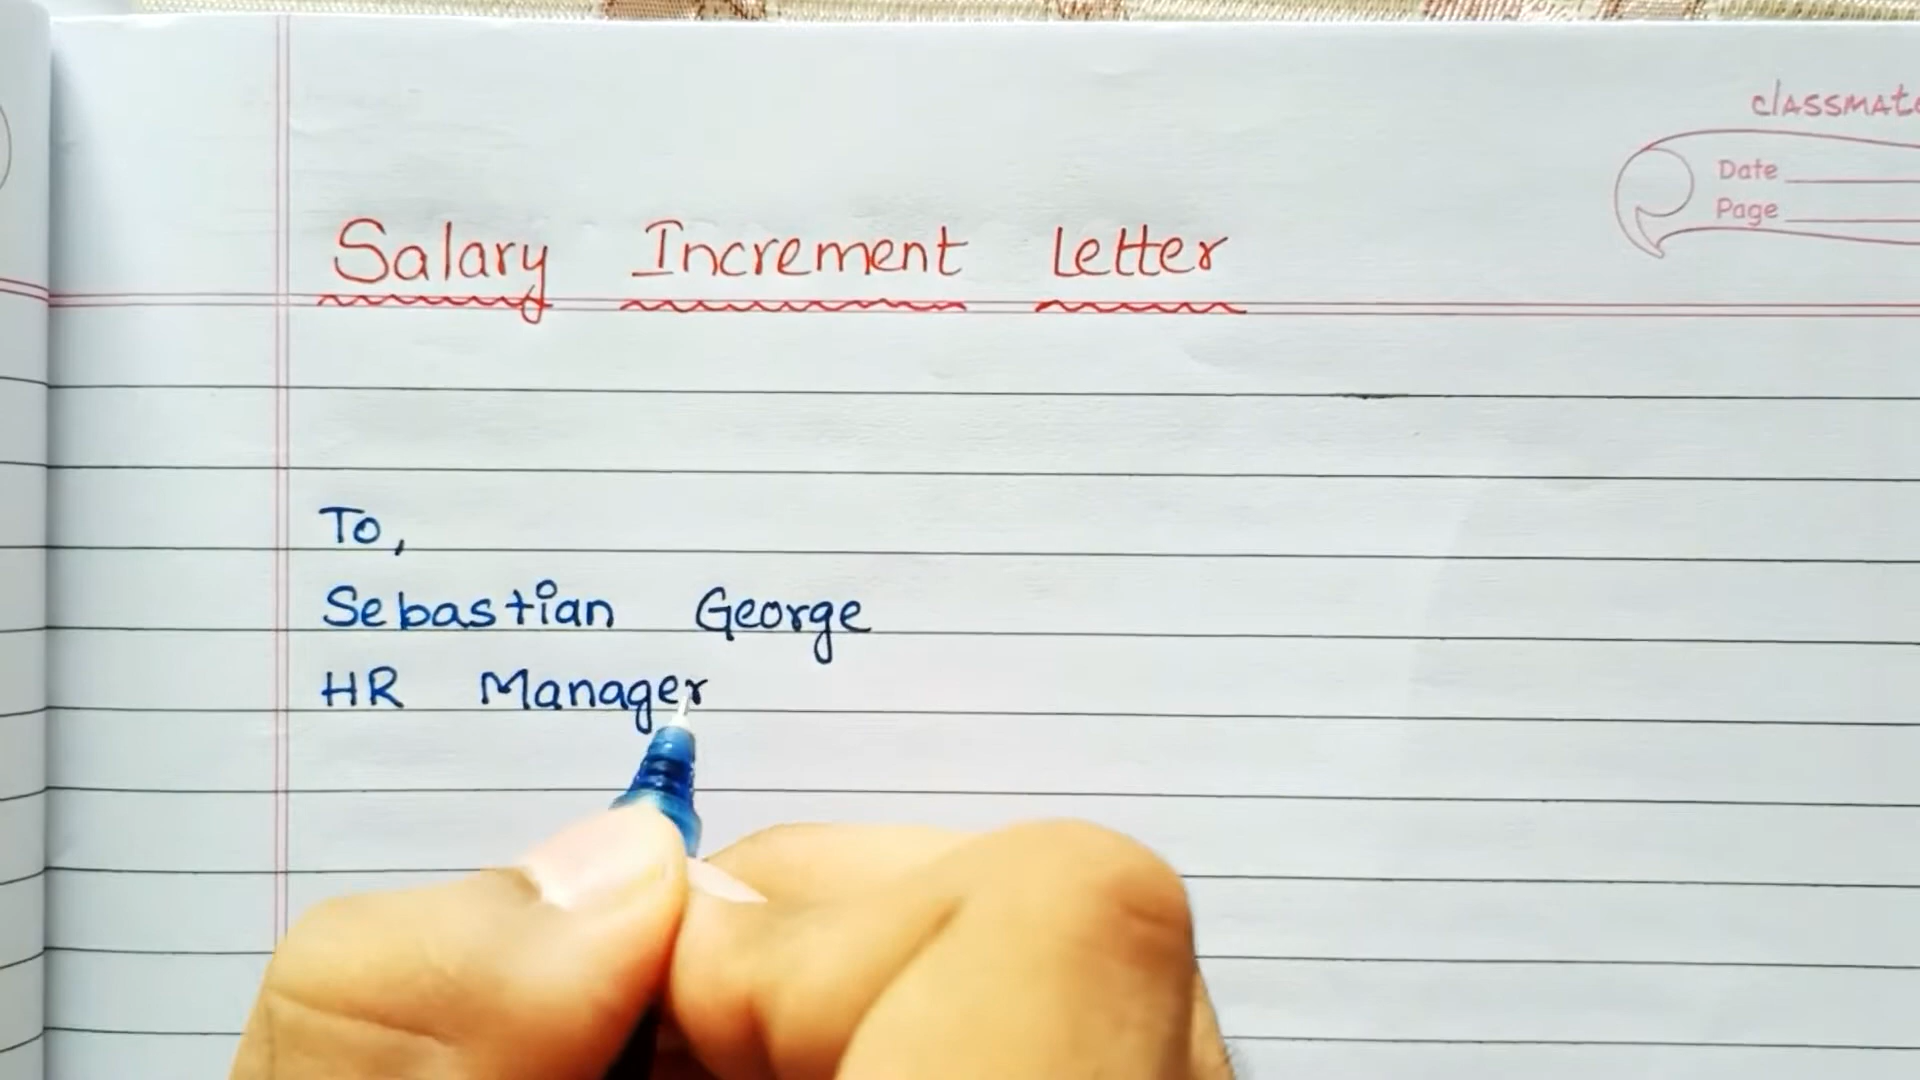 classmate
Date
Page
Salary Increment Letter
To,
Sebastian George
HR Manager